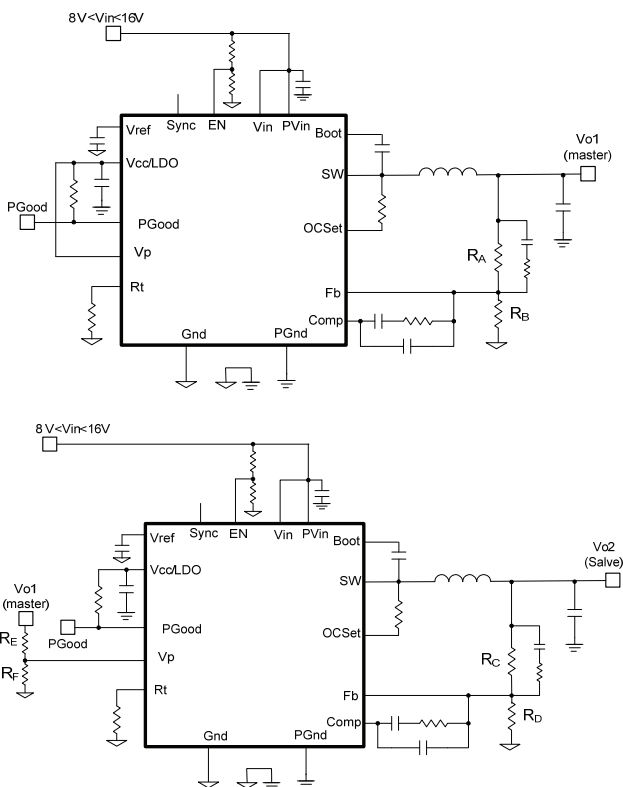 8V<Vin<16V
Sync EN Vin PVin
Vref
Boot
Vcc/LDO
SW
Vo1
(master)
PGood
PGood
OCSet
Vp
RA
Rt
Fb
RB
Comp
Gnd PGnd
8V<Vin<16V
Sync EN Vin PVin
Vref
Boot
Vcc/LDO
SW
Vo2
(Salve)
Vo1
(master)
RE
PGood
PGood
OCSet
RF
Vp
RC
Rt
Fb
RD
Comp
Gnd PGnd